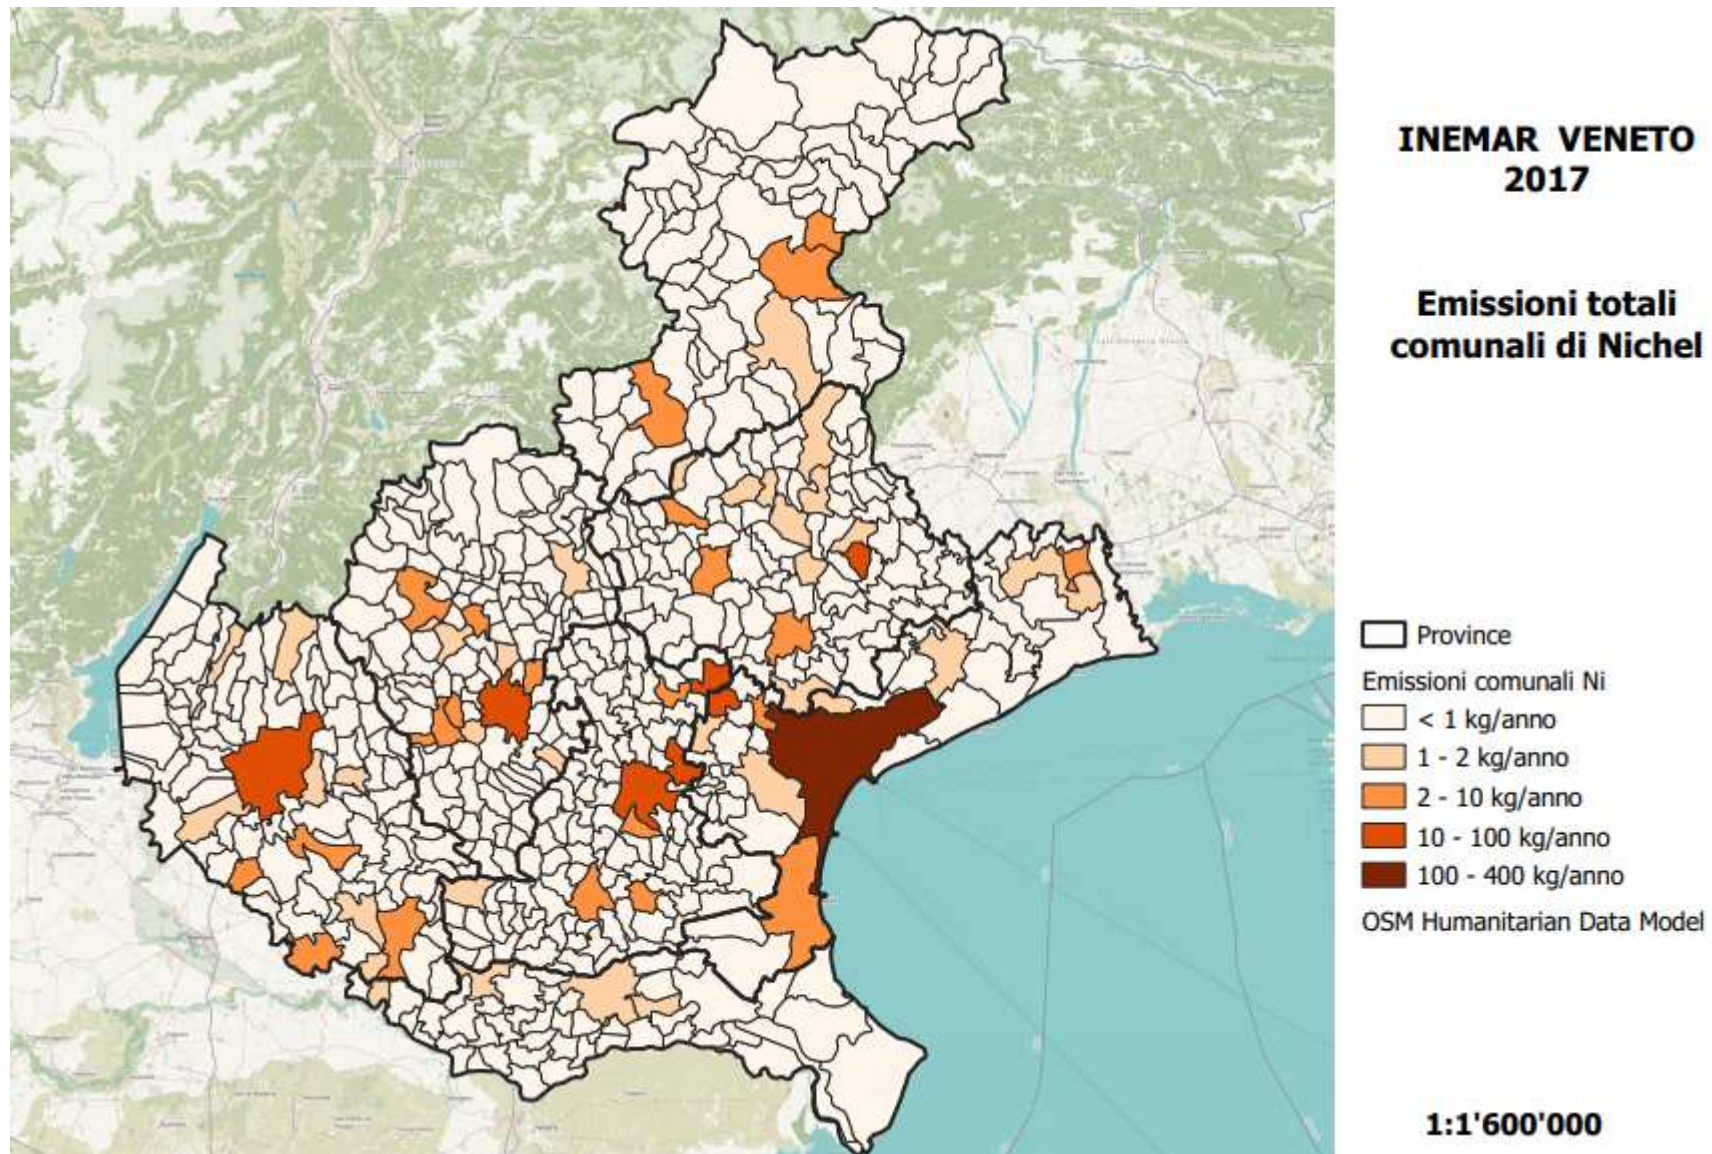 INEMAR VENETO
2017
Emissioni totali
comunali di Nichel
Province
Emissioni comunali Ni
< 1 kg/anno
1 - 2 kg/anno
2 - 10 kg/anno
10 - 100 kg/anno
100 - 400 kg/anno
OSM Humanitarian Data Model
1:1'600'000